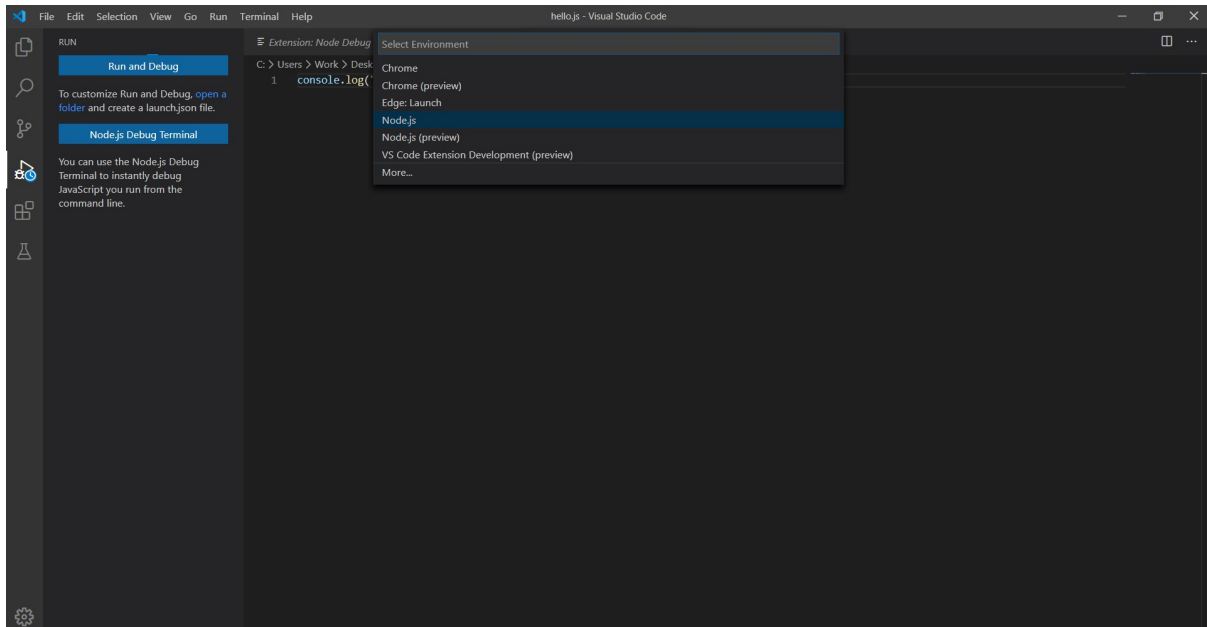 File Edit Selection View Go Run Terminal Help
hello.js - Visual Studio Code
RUN
Run and Debug
To customize Run and Debug, open a
folder and create a launch.json file.
Node.js Debug Terminal
You can use the Node.js Debug
Terminal to instantly debug
JavaScript you run from the
command line.
Extension: Node Debug
C: > Users > Work > Desk
1 console.log(
Select Environment
Chrome
Chrome (preview)
Edge: Launch
Node.js
Node.js (preview)
VS Code Extension Development (preview)
More...